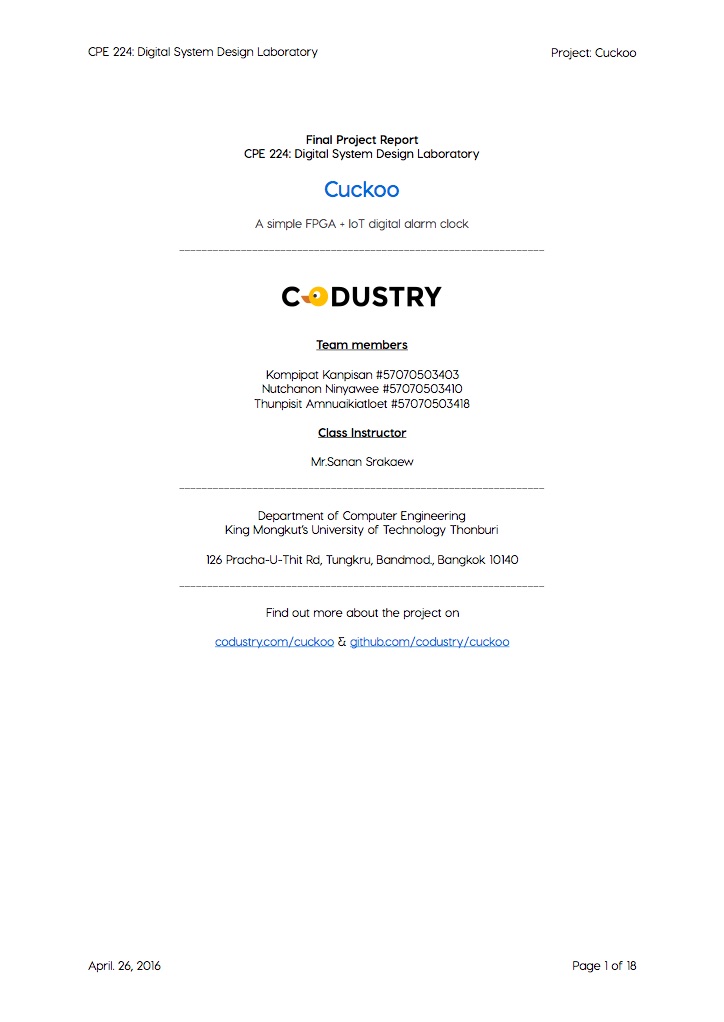 CPE 224: Digital System Design Laboratory
Project: Cuckoo
Final Project Report
CPE 224: Digital System Design Laboratory
Cuckoo
A simple FPGA + IoT digital alarm clock
CODUSTRY
Team members
Kompipat Kanpisan #57070503403
Nutchanon Ninyawee #57070503410
Thunpisit Amnuaikiatloet #57070503418
Class Instructor
Mr.Sanan Srakaew
Department of Computer Engineering
King Mongkut's University of Technology Thonburi
126 Pracha-U-Thit Rd, Tungkru, Bandmod., Bangkok 10140
Find out more about the project on
codustry.com/cuckoo & github.com/codustry/cuckoo
April. 26, 2016
Page 1 of 18